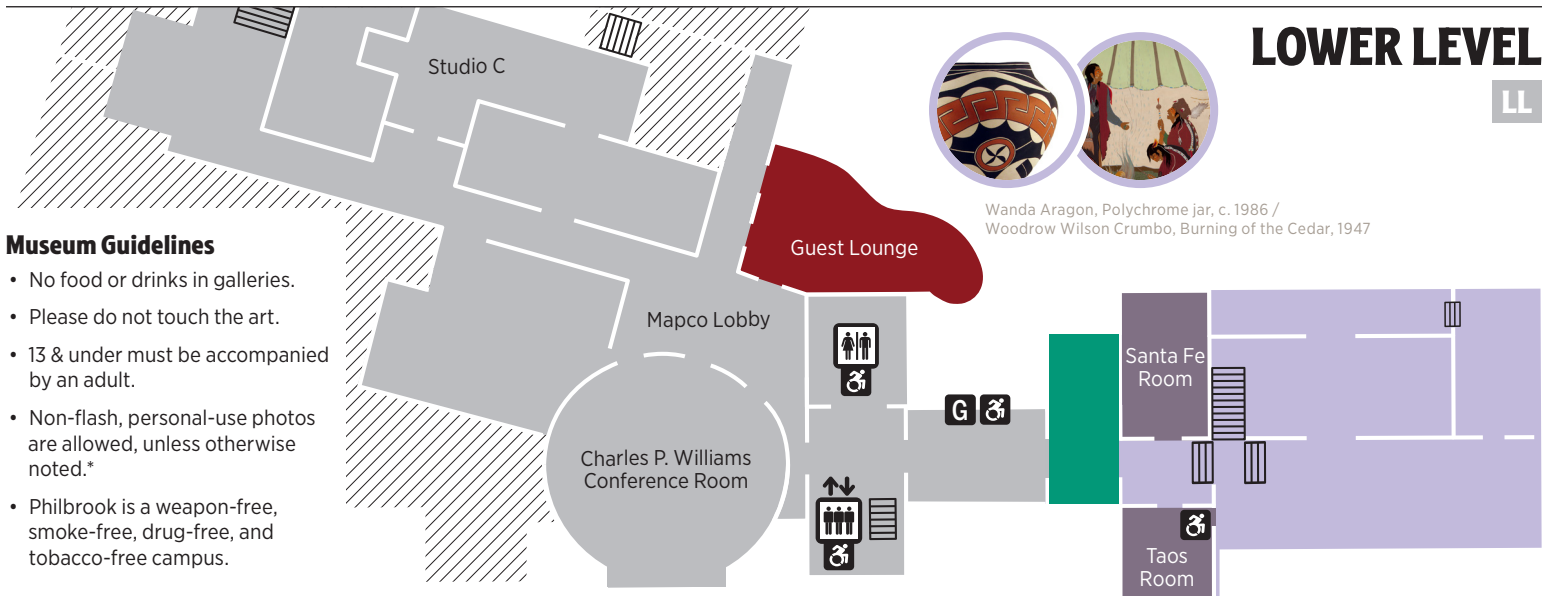 LOWER LEVEL
LL
Studio C
Guest Lounge
Wanda Aragon, Polychrome jar, c. 1986 /
Woodrow Wilson Crumbo, Burning of the Cedar, 1947
Museum Guidelines
• No food or drinks in galleries.
• Please do not touch the art.
• 13 & under must be accompanied
by an adult.
• Non-flash, personal-use photos
are allowed, unless otherwise
noted.*
• Philbrook is a weapon-free,
smoke-free, drug-free, and
tobacco-free campus.
Mapco Lobby
Charles P. Williams
Conference Room
G
Santa Fe
Room
Taos
Room